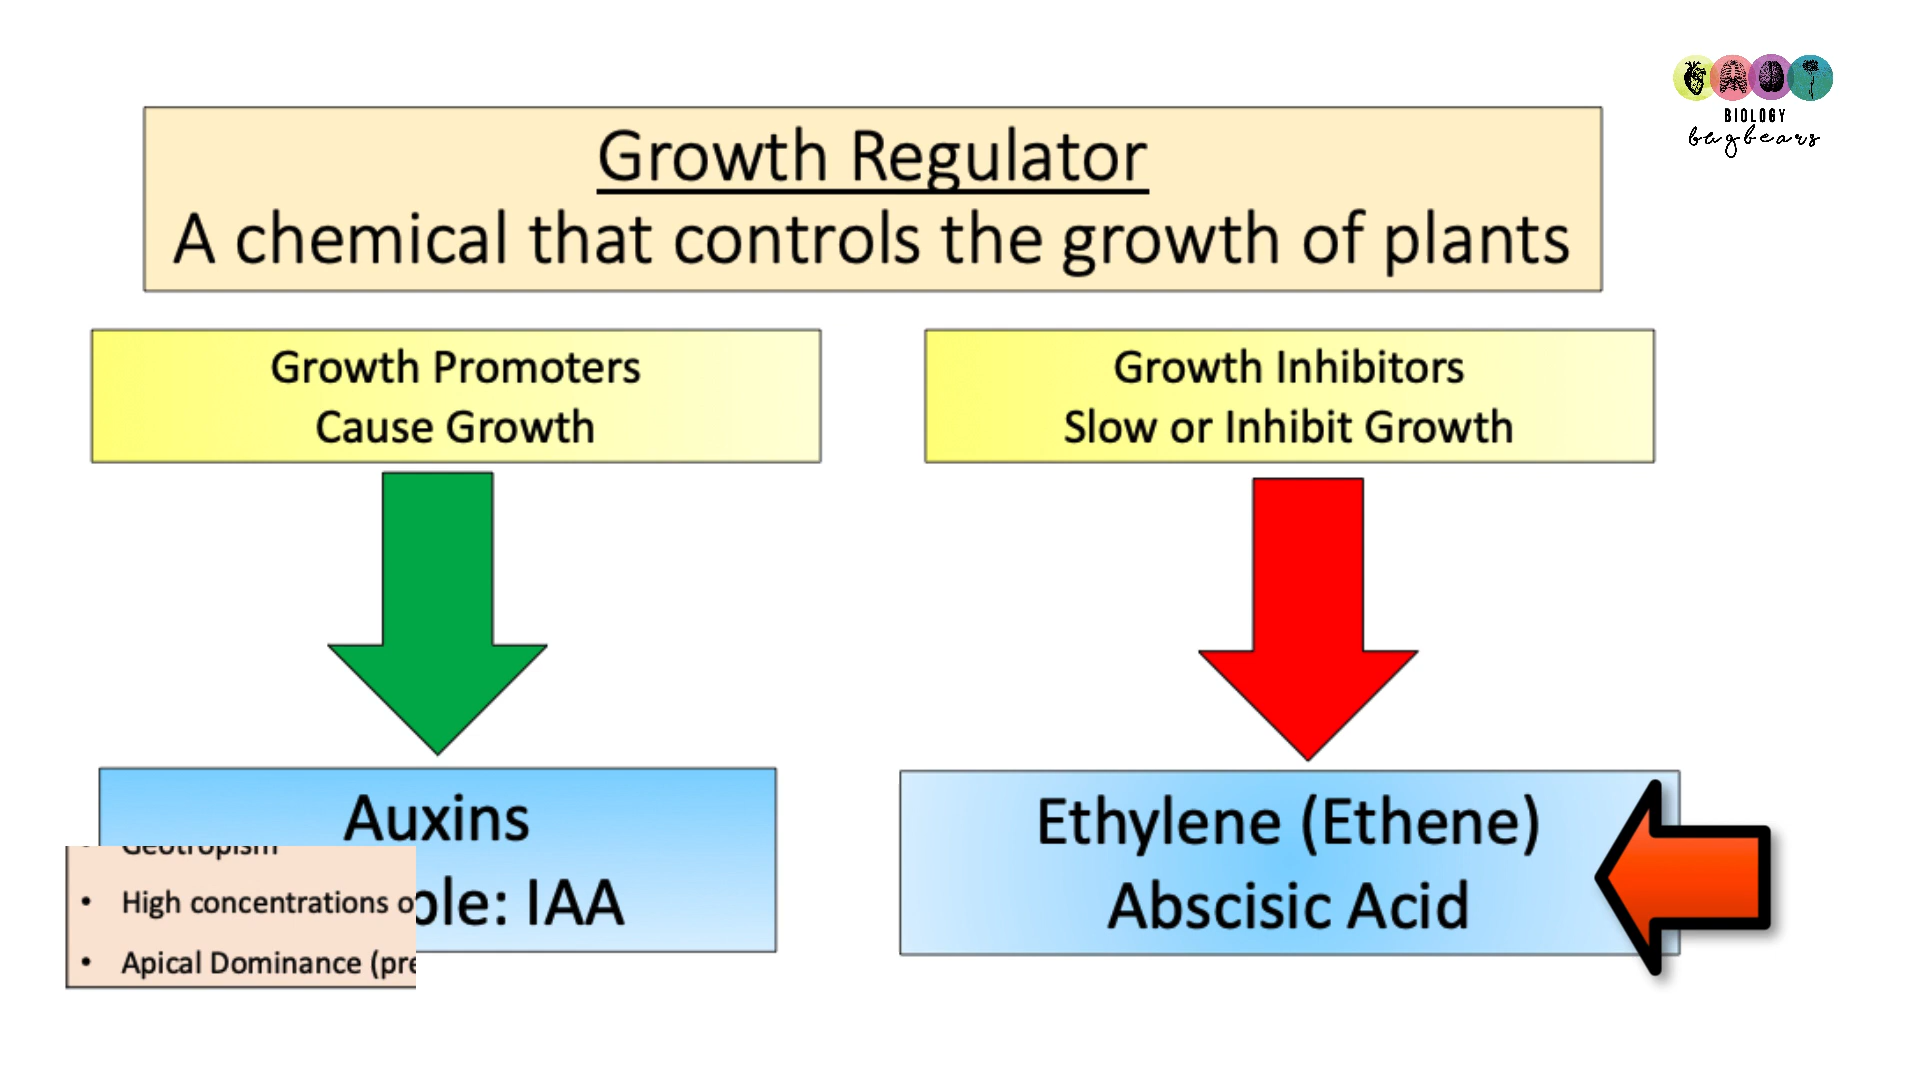 BIOLOGY
bugbears
Growth Regulator
A chemical that controls the growth of plants
Growth Promoters
Cause Growth
Growth Inhibitors
Slow or Inhibit Growth
Auxins
ple: IAA
Geotropism
• High concentrations o
• Apical Dominance (pre
Ethylene (Ethene)
Abscisic Acid